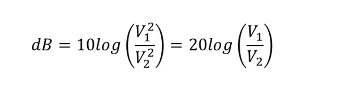 dB = 10log(V₁²/V₂²) = 20log(V₁/V₂)